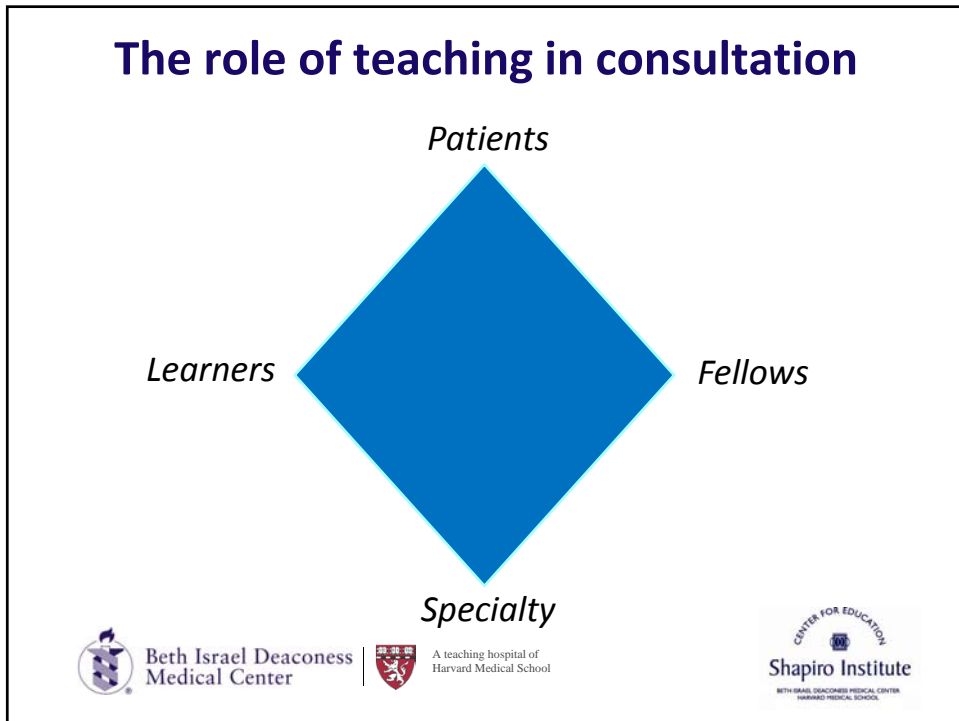 The role of teaching in consultation
Patients
Learners
Fellows
Specialty
Beth Israel Deaconess
Medical Center
A teaching hospital of
Harvard Medical School
CENTER FOR EDUCATION
Shapiro Institute
BETH ISRAEL DEACONESS MEDICAL CENTER
HARVARD MEDICAL SCHOOL